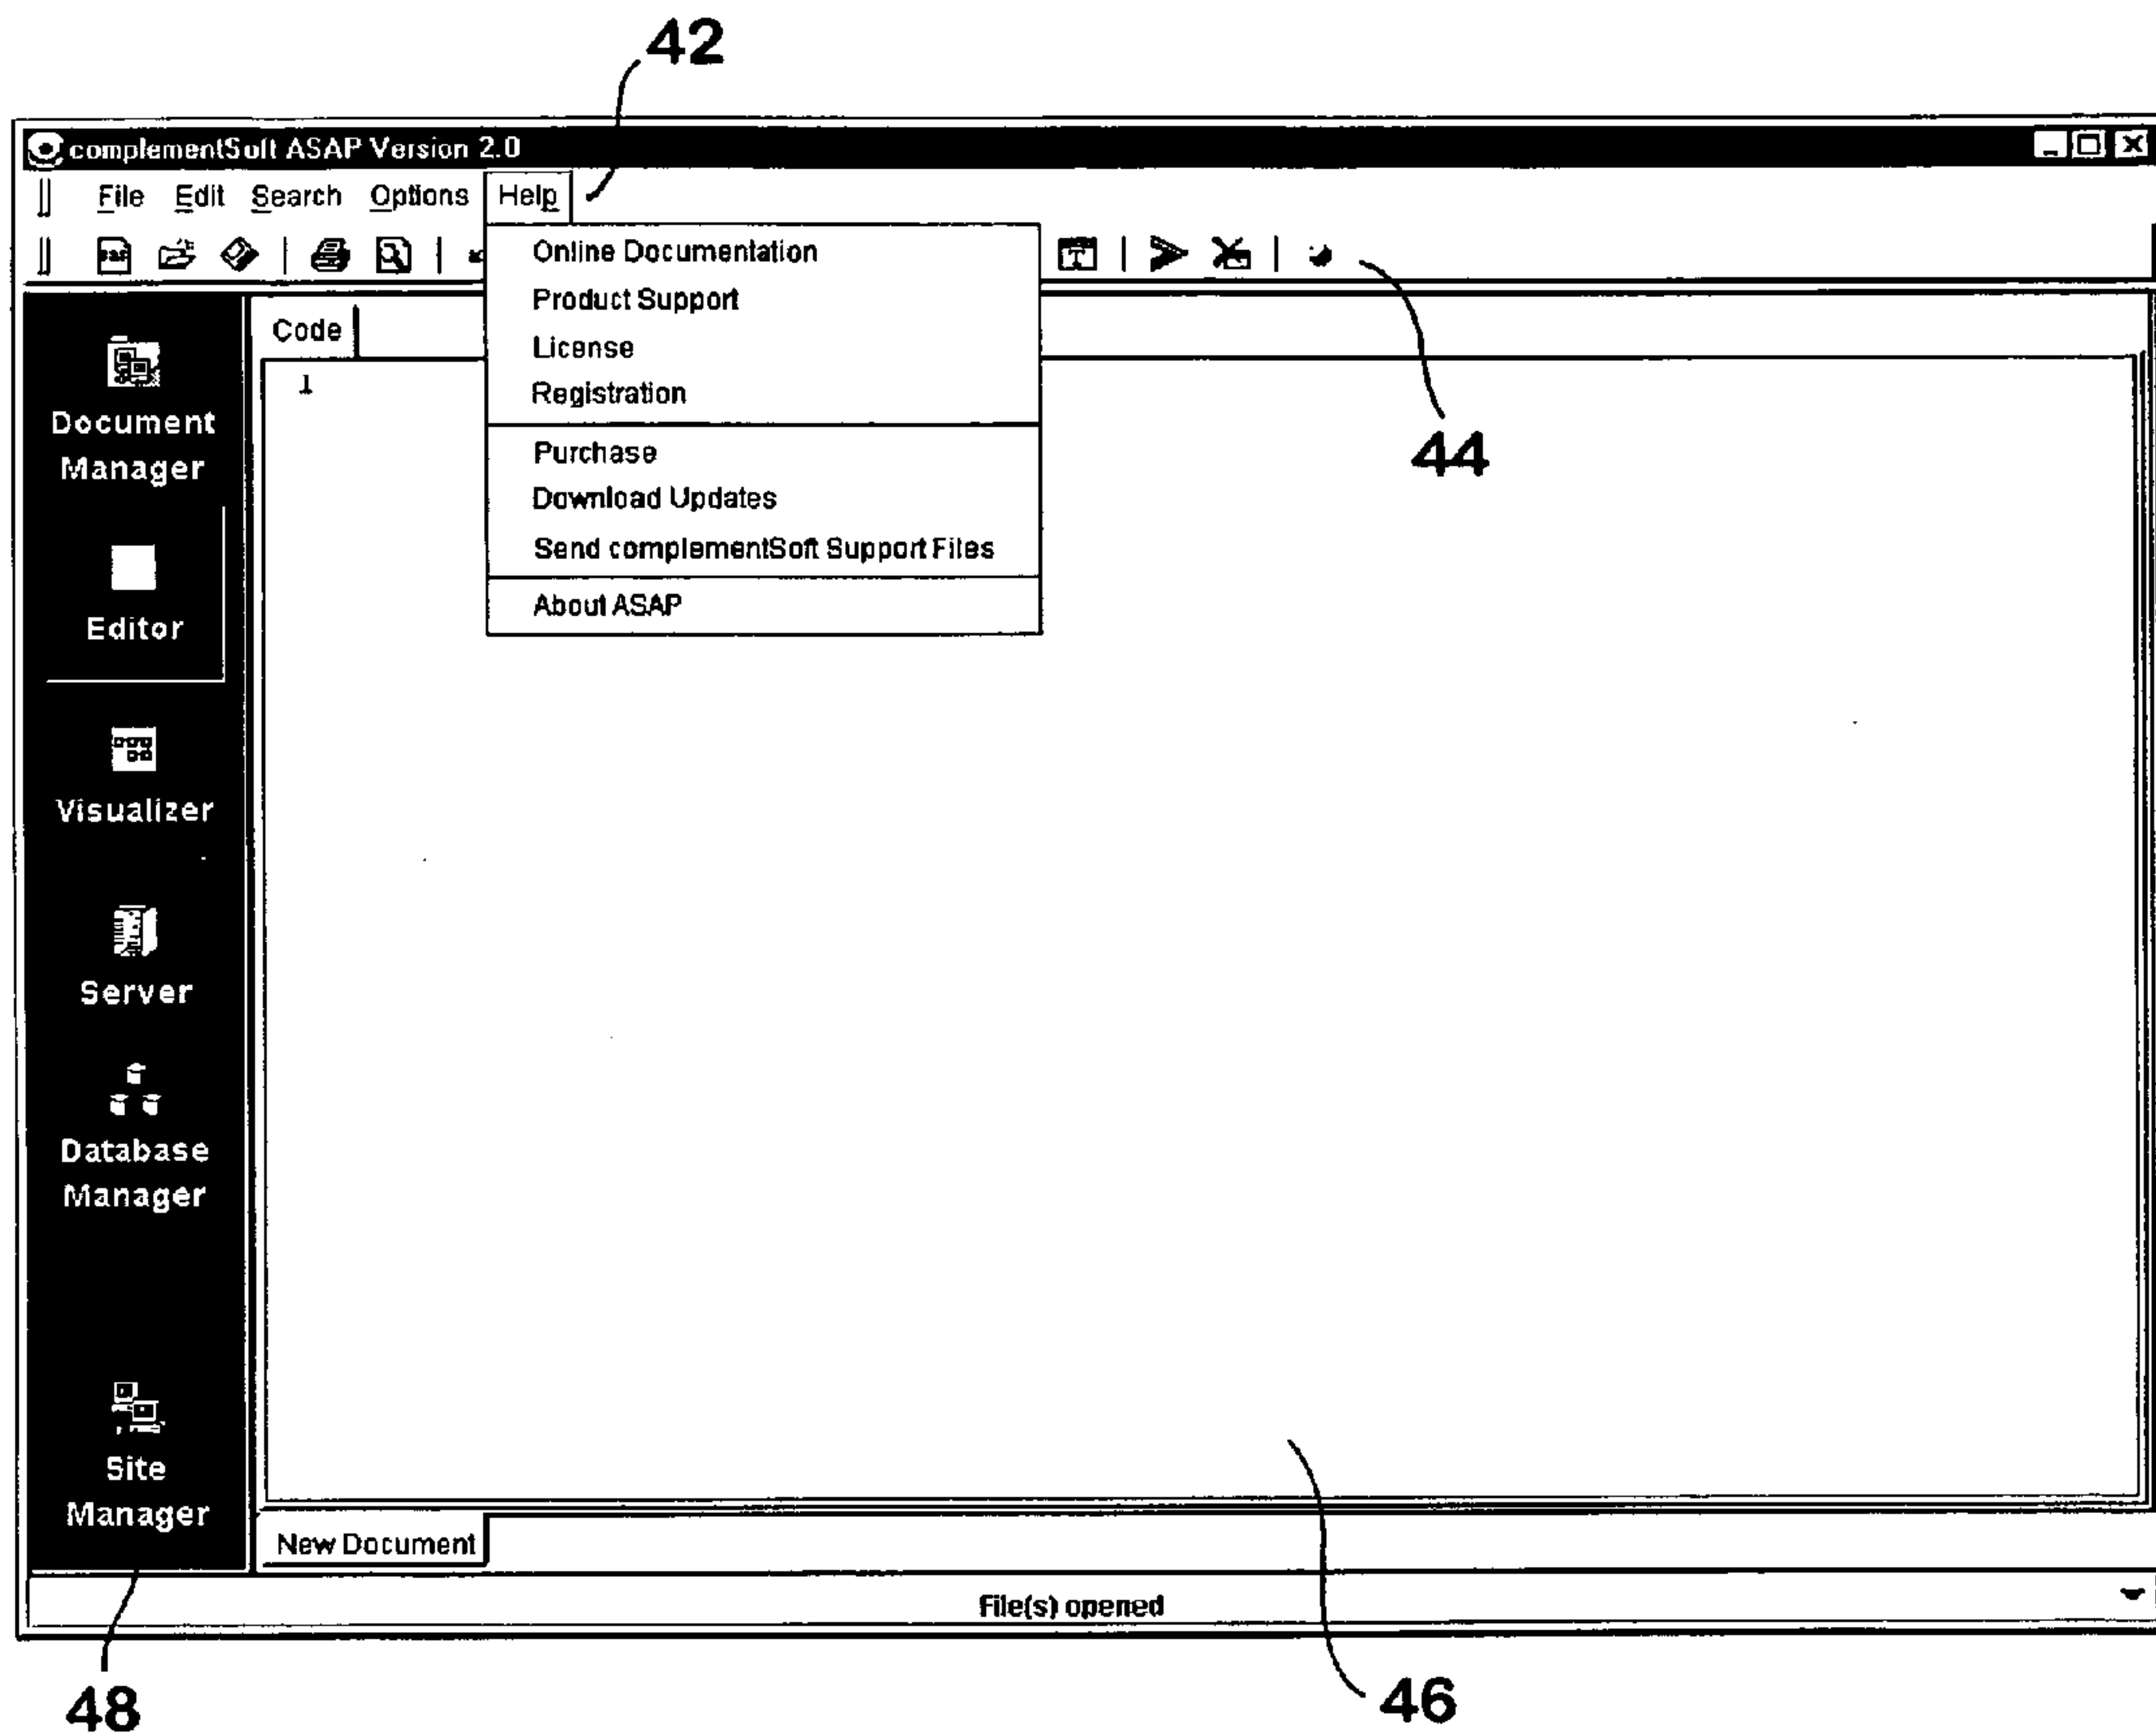 42
complementSoft ASAP Version 2.0
File Edit Search Options Help
Online Documentation
Product Support
License
Registration
Purchase
Download Updates
Send complementSoft Support Files
About ASAP
44
Code
1
Document
Manager
Editor
Visualizer
Server
Database
Manager
Site
Manager
New Document
File(s) opened
48
46